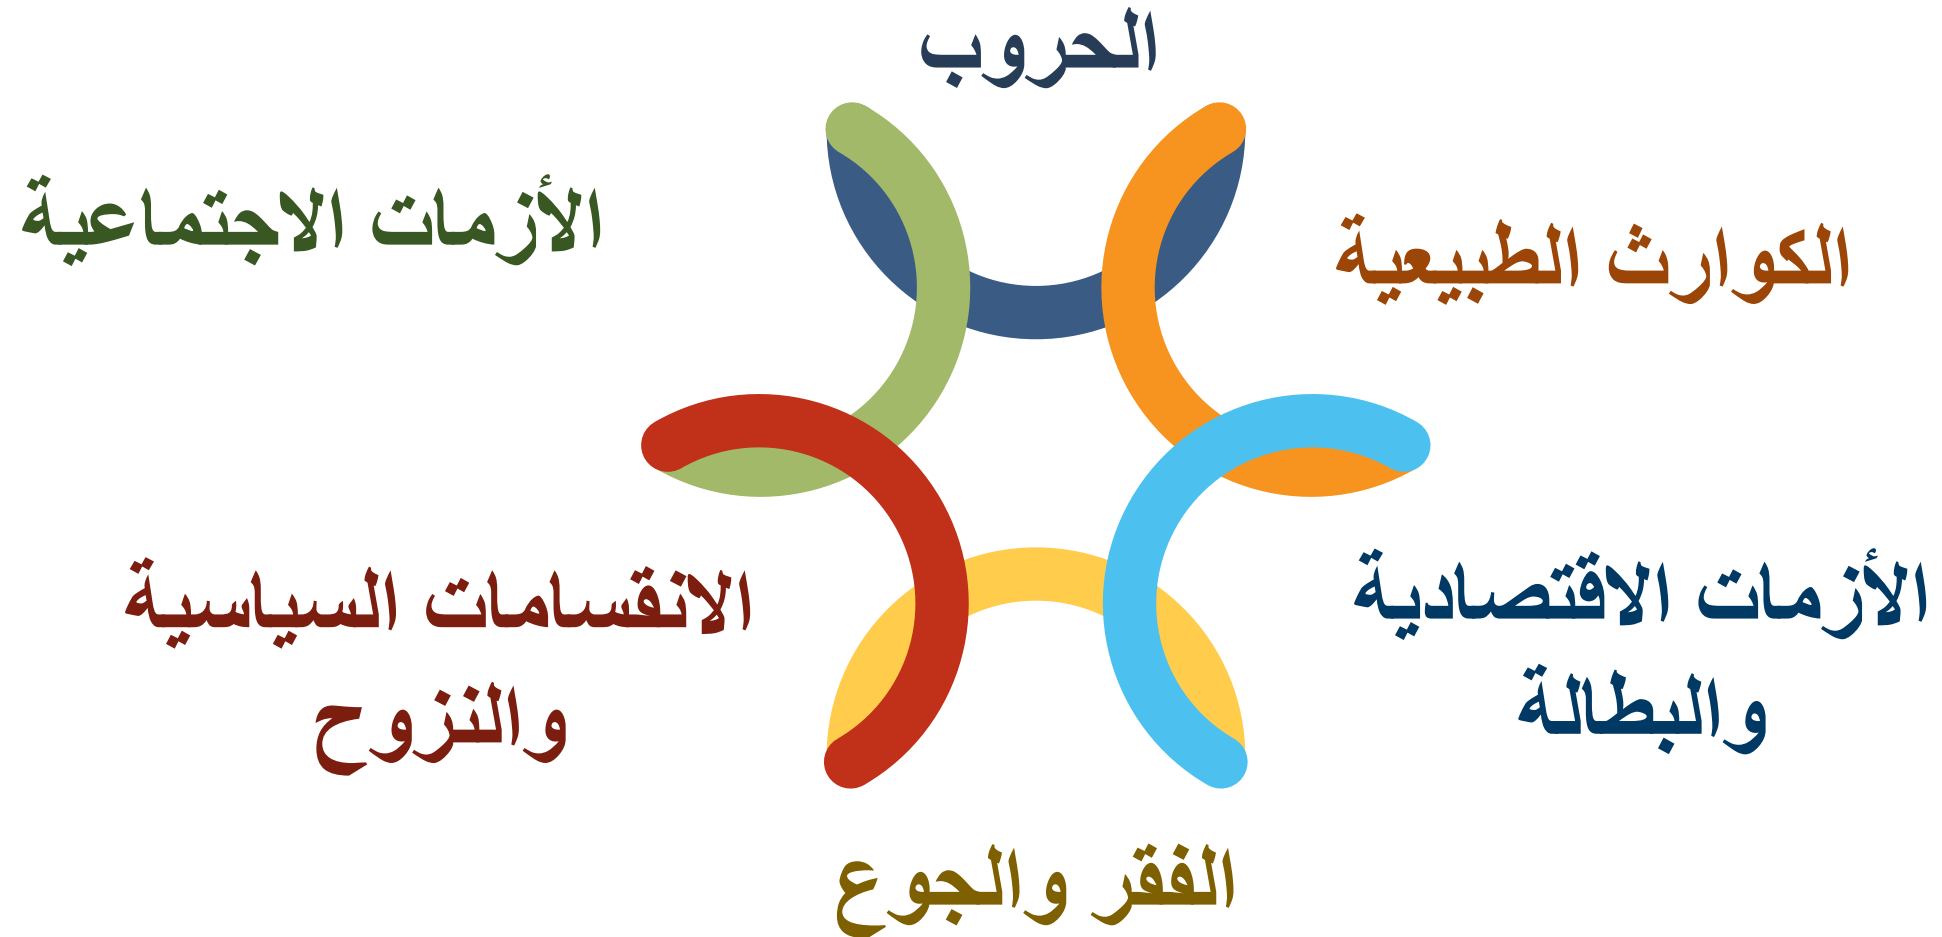 الحروب
الكوارث الطبيعية
الأزمات الاجتماعية
الأزمات الاقتصادية
والبطالة
الانقسامات السياسية
والنزوح
الفقر والجوع